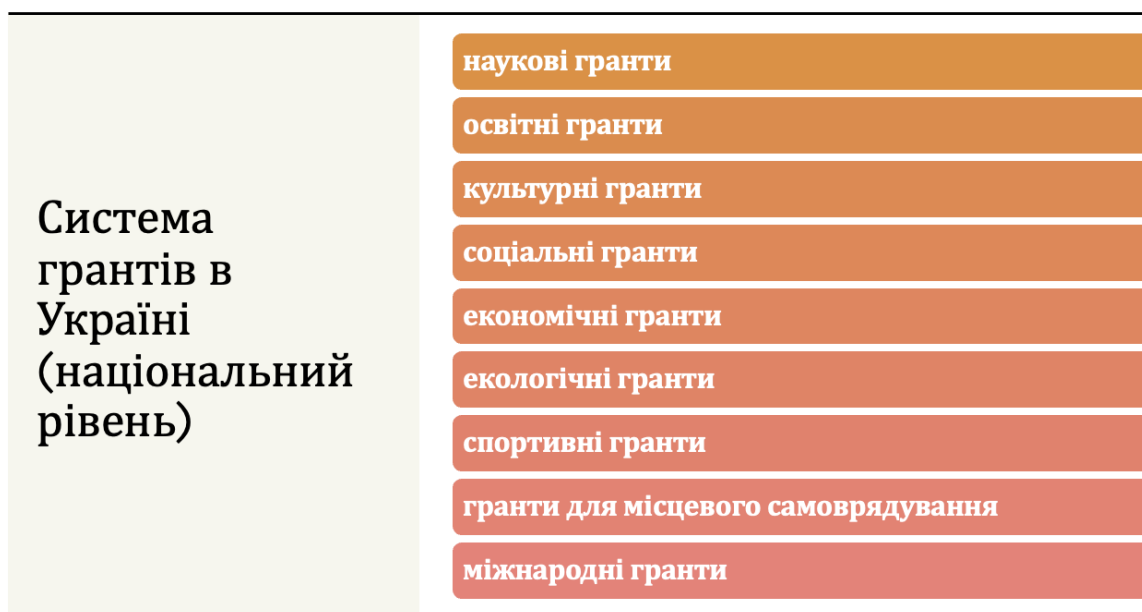 Система
грантів в
Україні
(національний
рівень)
наукові гранти
освітні гранти
культурні гранти
соціальні гранти
економічні гранти
екологічні гранти
спортивні гранти
гранти для місцевого самоврядування
міжнародні гранти